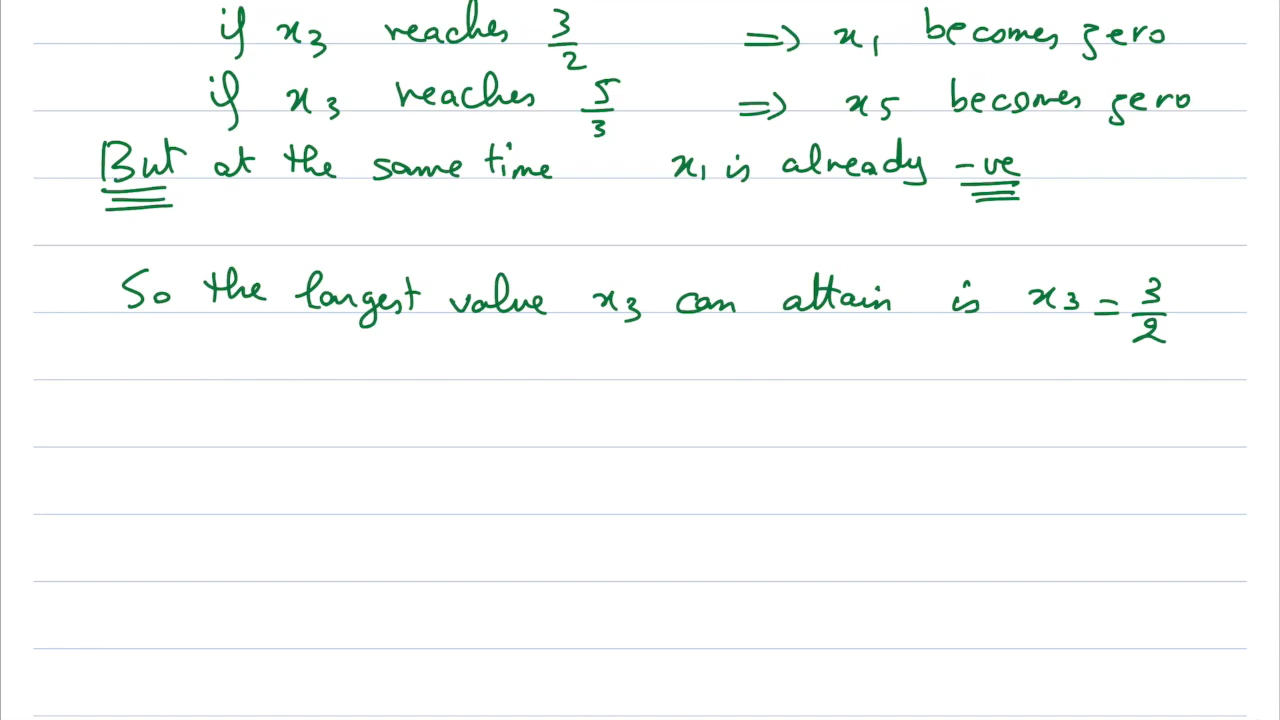 if x₃ reaches 3/2 ⇒ x₁ becomes zero
if x₃ reaches 5/3 ⇒ x₅ becomes zero
But at the same time x₁ is already -ve
So the largest value x₃ can attain is x₃ = 3/2